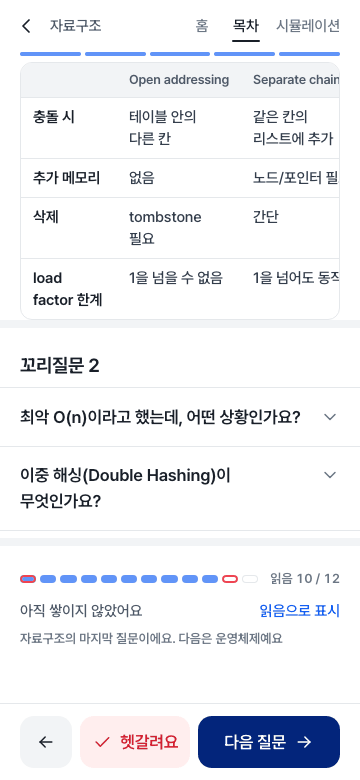 자료구조 홈 목차 시뮬레이션
Open addressing Separate chain
충돌 시 테이블 안의 같은 칸의
다른 칸 리스트에 추가
추가 메모리 없음 노드/포인터 필
삭제 tombstone 간단
필요
load 1을 넘을 수 없음 1을 넘어도 동작
factor 한계
꼬리질문 2
최악 O(n)이라고 했는데, 어떤 상황인가요?
이중 해싱(Double Hashing)이
무엇인가요?
읽음 10 / 12
아직 쌓이지 않았어요 읽음으로 표시
자료구조의 마지막 질문이에요. 다음은 운영체제예요
헷갈려요 다음 질문